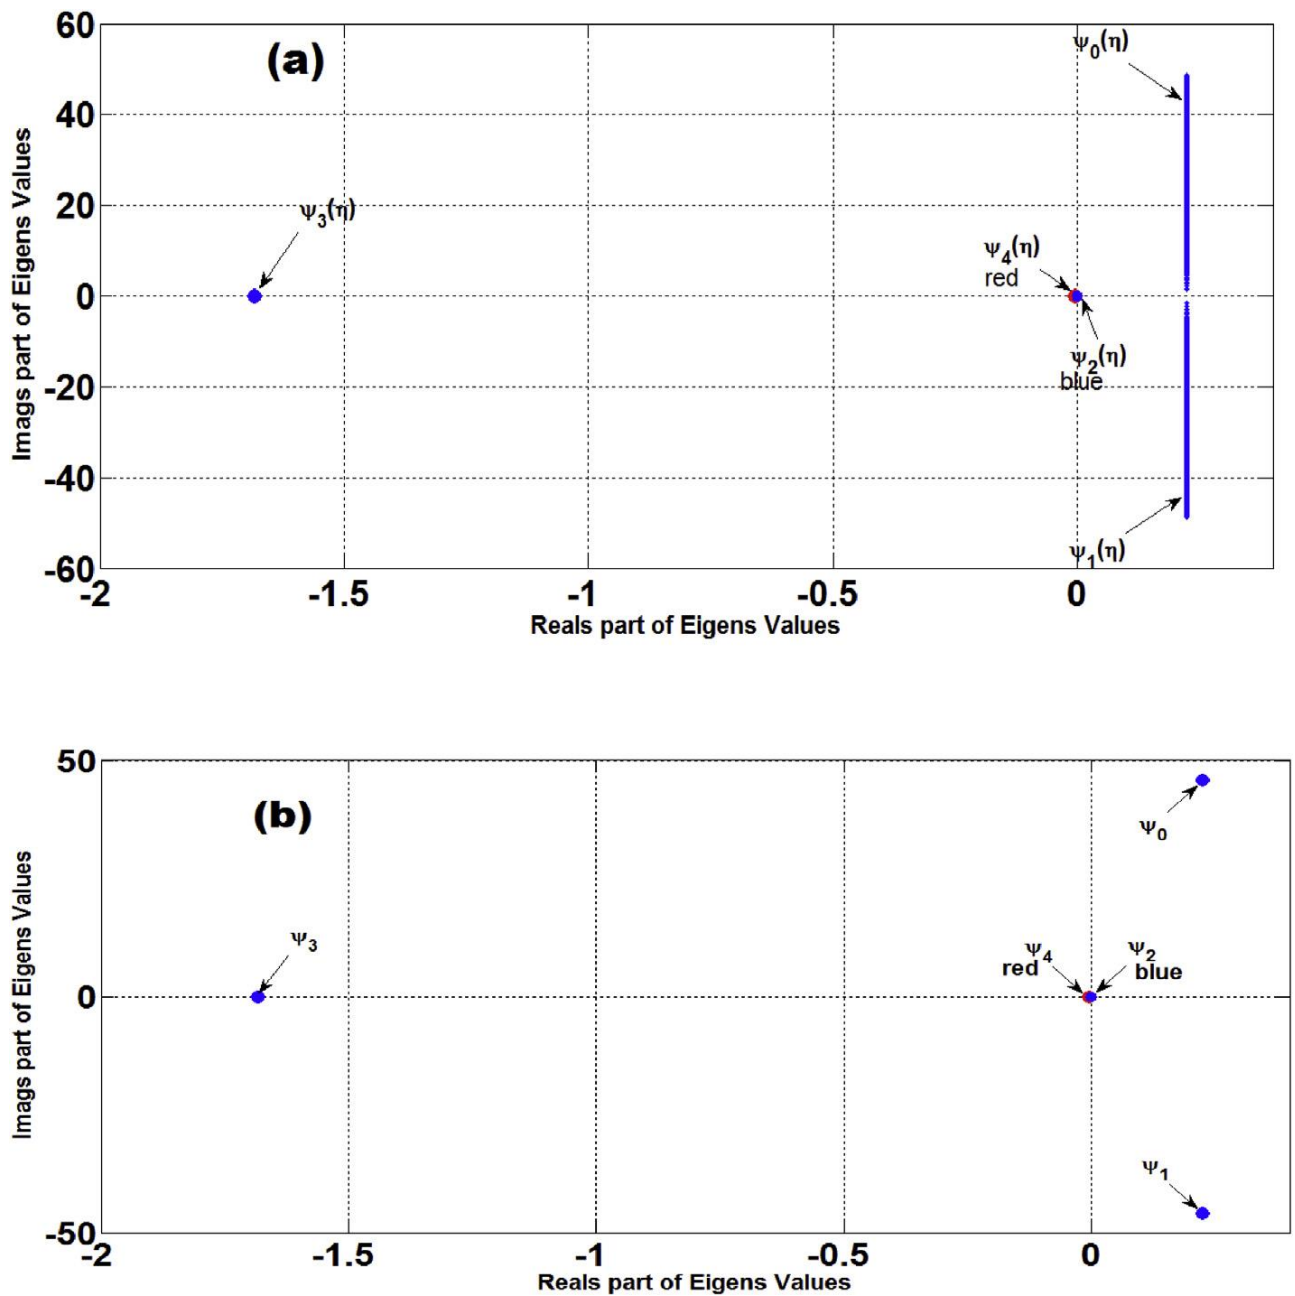 60
(a)
ψ0(η)
40
20
ψ3(η)
ψ4(η)
red
0
ψ2(η)
blue
-20
-40
ψ1(η)
-60
-2 -1.5 -1 -0.5 0
Reals part of Eigens Values
Imags part of Eigens Values
50
(b)
ψ0
ψ3
ψ4 ψ2
red blue
0
ψ1
-50
-2 -1.5 -1 -0.5 0
Reals part of Eigens Values
Imags part of Eigens Values